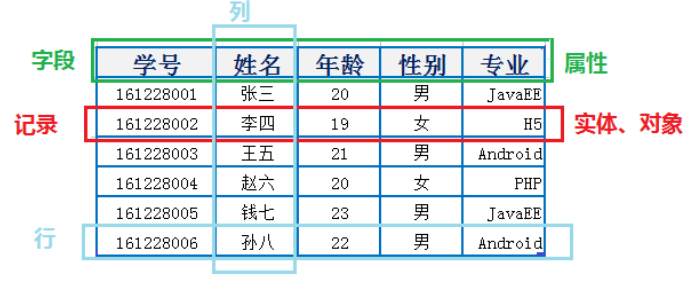 列
字段 学号 姓名 年龄 性别 专业 属性
161228001 张三 20 男 JavaEE
记录 161228002 李四 19 女 H5 实体、对象
161228003 王五 21 男 Android
161228004 赵六 20 女 PHP
161228005 钱七 23 男 JavaEE
行 161228006 孙八 22 男 Android